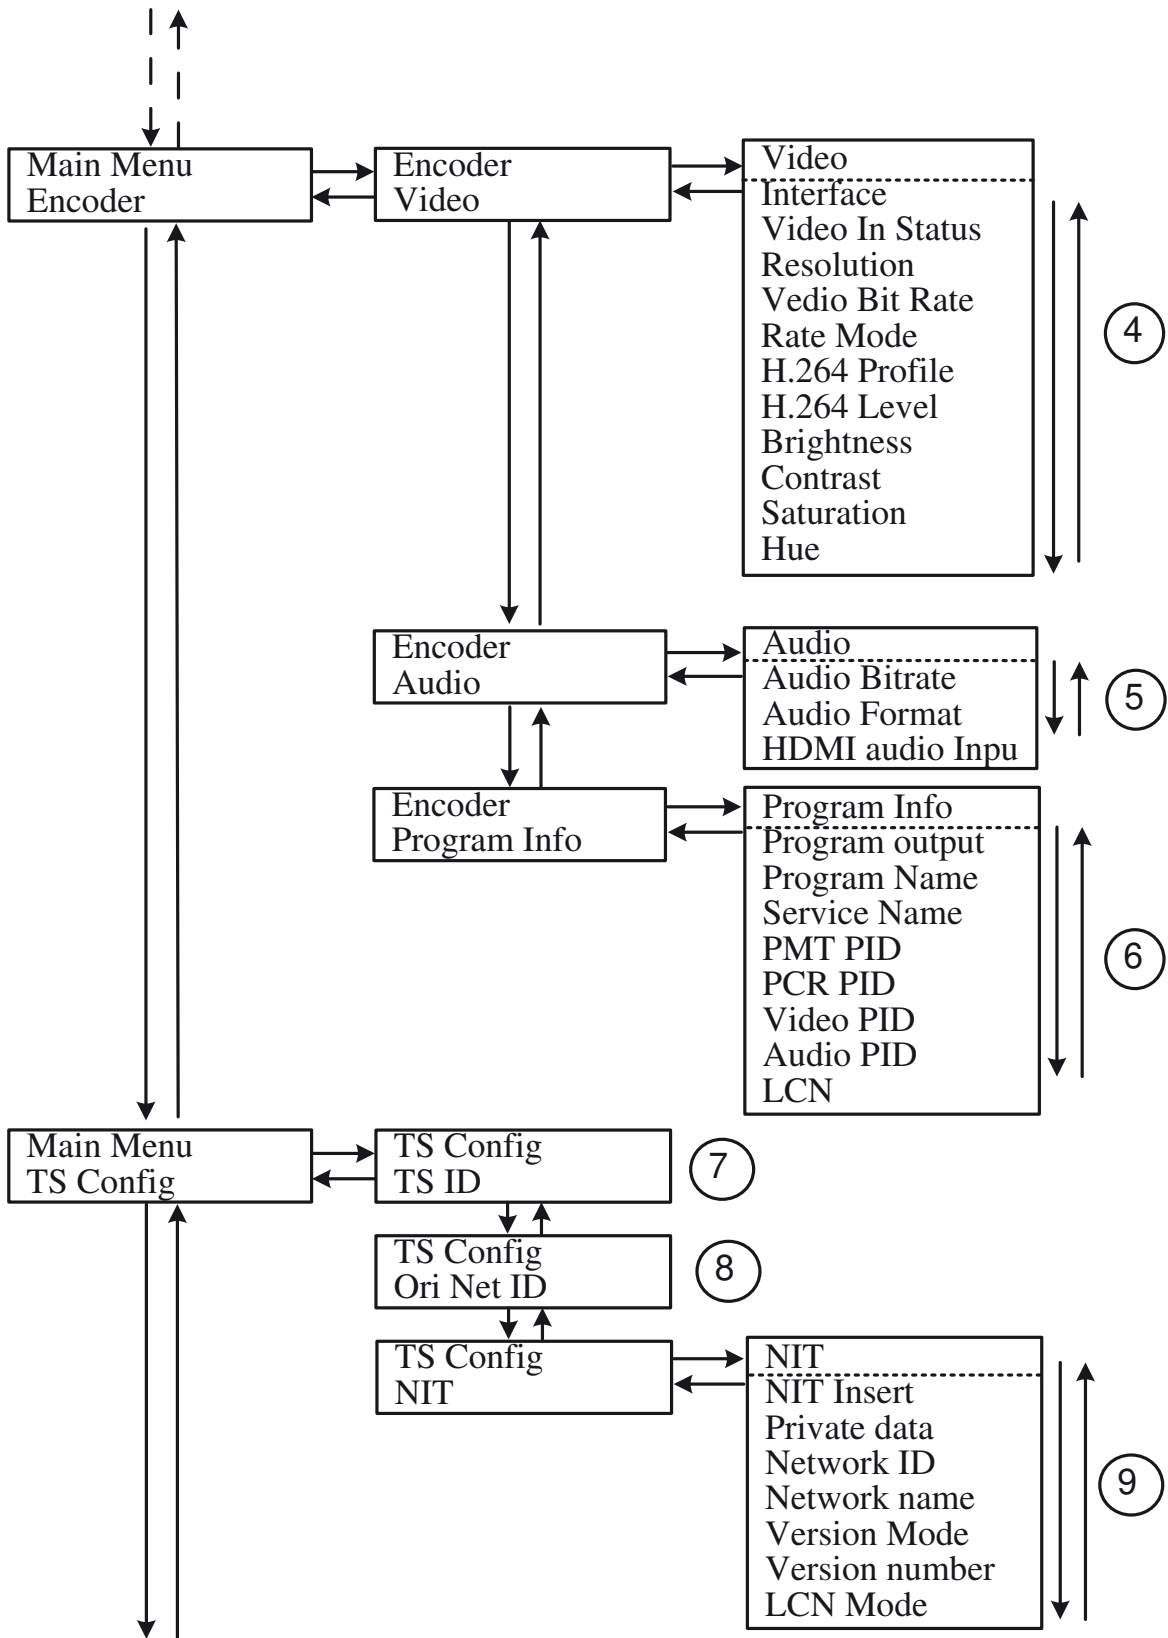 Main Menu
Encoder
Encoder
Video
Video
Interface
Video In Status
Resolution
Vedio Bit Rate
Rate Mode
H.264 Profile
H.264 Level
Brightness
Contrast
Saturation
Hue
4
Encoder
Audio
Audio
Audio Bitrate
Audio Format
HDMI audio Inpu
5
Encoder
Program Info
Program Info
Program output
Program Name
Service Name
PMT PID
PCR PID
Video PID
Audio PID
LCN
6
Main Menu
TS Config
TS Config
TS ID
7
TS Config
Ori Net ID
8
TS Config
NIT
NIT
NIT Insert
Private data
Network ID
Network name
Version Mode
Version number
LCN Mode
9